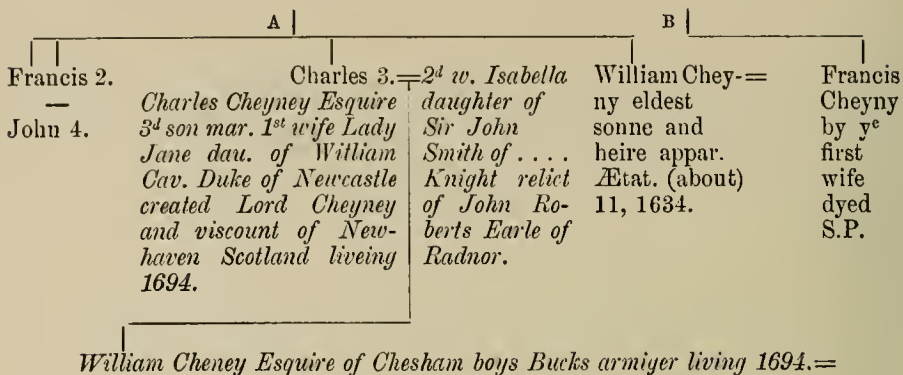 A B
Francis 2.
—
John 4.
Charles 3.=
Charles Cheyney Esquire
3d son mar. 1st wife Lady
Jane dau. of William
Cav. Duke of Newcastle
created Lord Cheyney
and viscount of New-
haven Scotland liveing
1694.
2d w. Isabella
daughter of
Sir John
Smith of . . . .
Knight relict
of John Ro-
berts Earle of
Radnor.
William Chey-=
ny eldest
sonne and
heire appar.
Ætat. (about)
11, 1634.
Francis
Cheyny
by ye
first
wife
dyed
S.P.
William Cheney Esquire of Chesham boys Bucks armiger living 1694.=